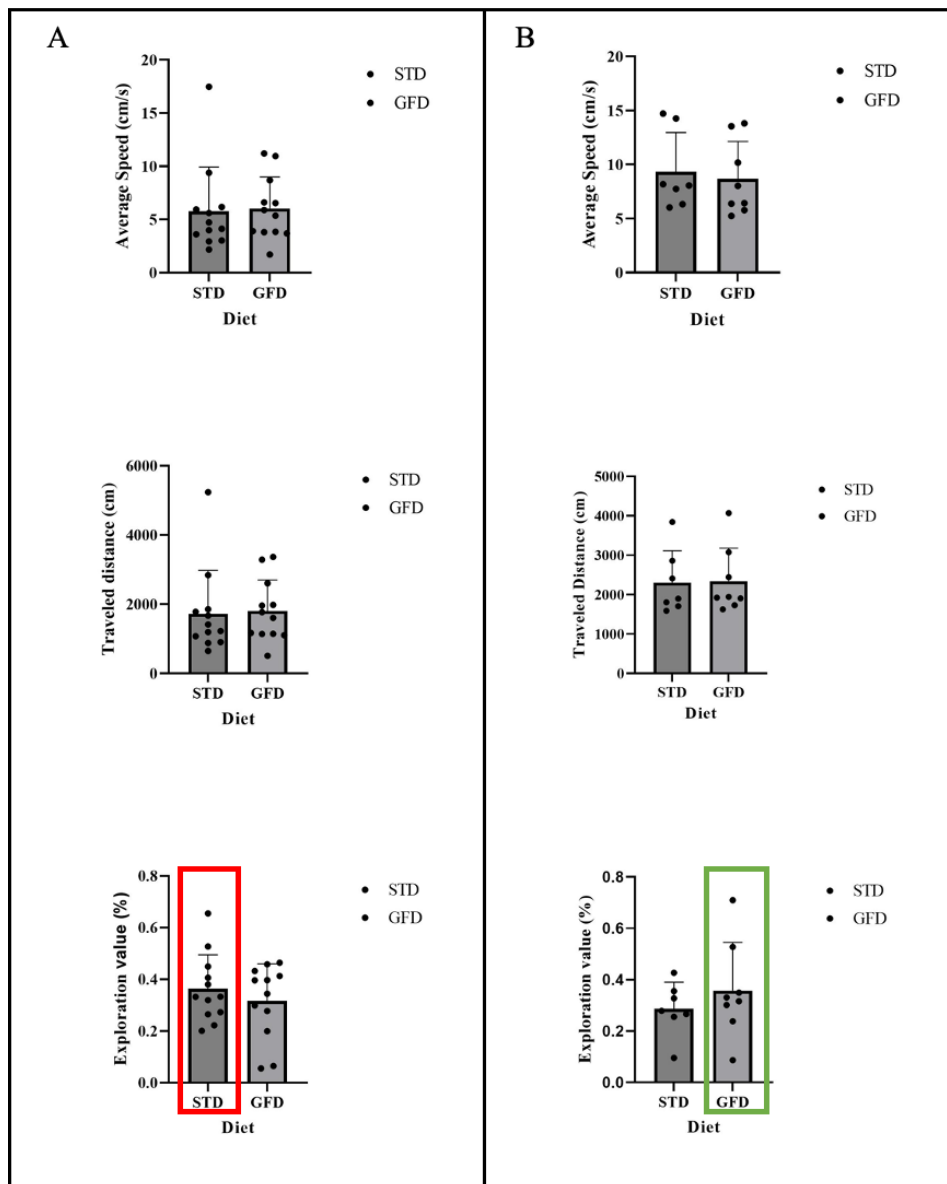 A
Average Speed (cm/s)
20
15
10
5
0
STD
GFD
Diet
STD
GFD
Traveled distance (cm)
6000
4000
2000
0
STD
GFD
Diet
STD
GFD
Exploration value (%)
0.8
0.6
0.4
0.2
0.0
STD
GFD
Diet
STD
GFD
B
Average Speed (cm/s)
20
15
10
5
0
STD
GFD
Diet
STD
GFD
Traveled Distance (cm)
5000
4000
3000
2000
1000
0
STD
GFD
Diet
STD
GFD
Exploration value (%)
0.8
0.6
0.4
0.2
0.0
STD
GFD
Diet
STD
GFD